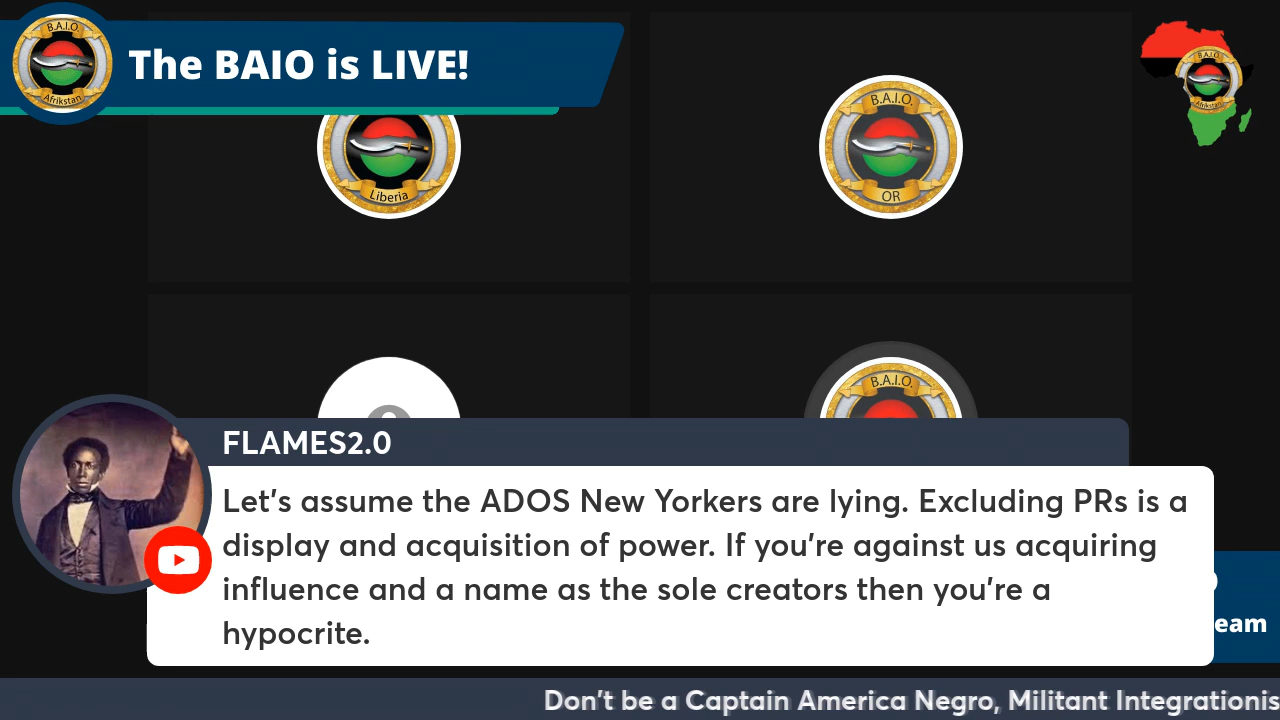 B.A.I.O.
Afrikstan
The BAIO is LIVE!
B.A.I.O.
Afrikstan
Liberia
B.A.I.O.
OR
B.A.I.O.
FLAMES2.0
Let's assume the ADOS New Yorkers are lying. Excluding PRs is a
display and acquisition of power. If you're against us acquiring
influence and a name as the sole creators then you're a
hypocrite.
eam
Don't be a Captain America Negro, Militant Integrationis